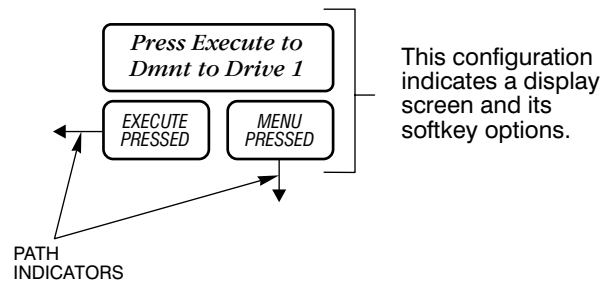 Press Execute to
Dmnt to Drive 1
EXECUTE
PRESSED
MENU
PRESSED
This configuration
indicates a display
screen and its
softkey options.
PATH
INDICATORS